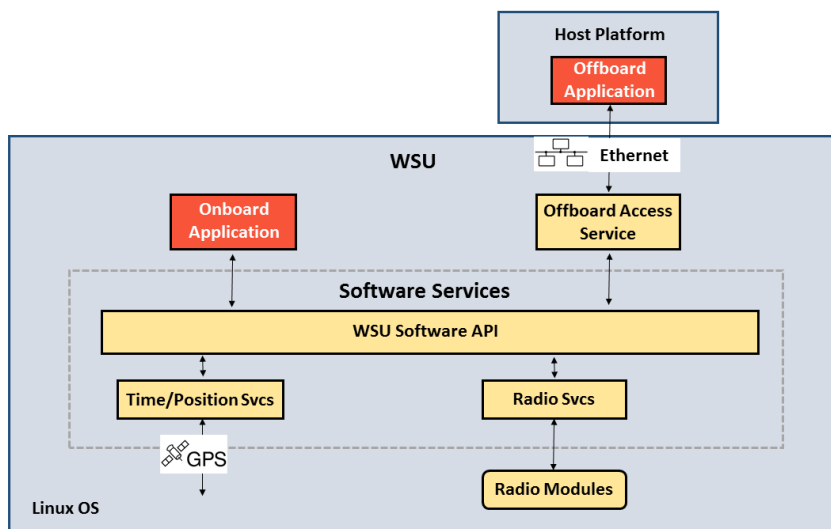 Host Platform
Offboard
Application
Ethernet
WSU
Onboard
Application
Offboard Access
Service
Software Services
WSU Software API
Time/Position Svcs
Radio Svcs
GPS
Radio Modules
Linux OS